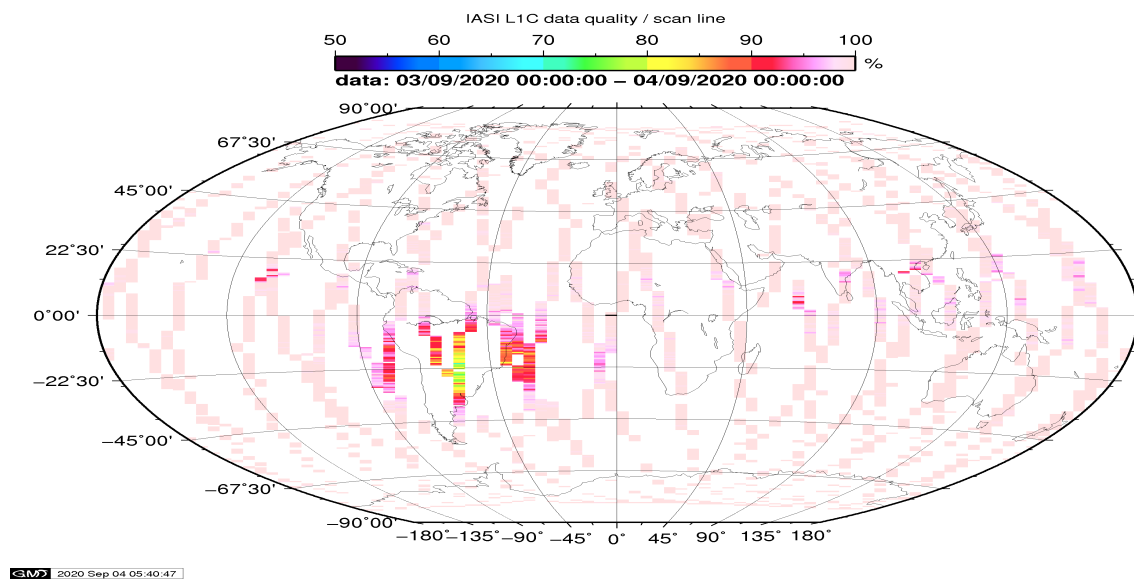 IASI L1C data quality / scan line
50 60 70 80 90 100
%
data: 03/09/2020 00:00:00 − 04/09/2020 00:00:00
90°00'
67°30'
45°00'
22°30'
0°00'
−22°30'
−45°00'
−67°30'
−90°00'
−180° −135° −90° −45° 0° 45° 90° 135° 180°
GMT 2020 Sep 04 05:40:47